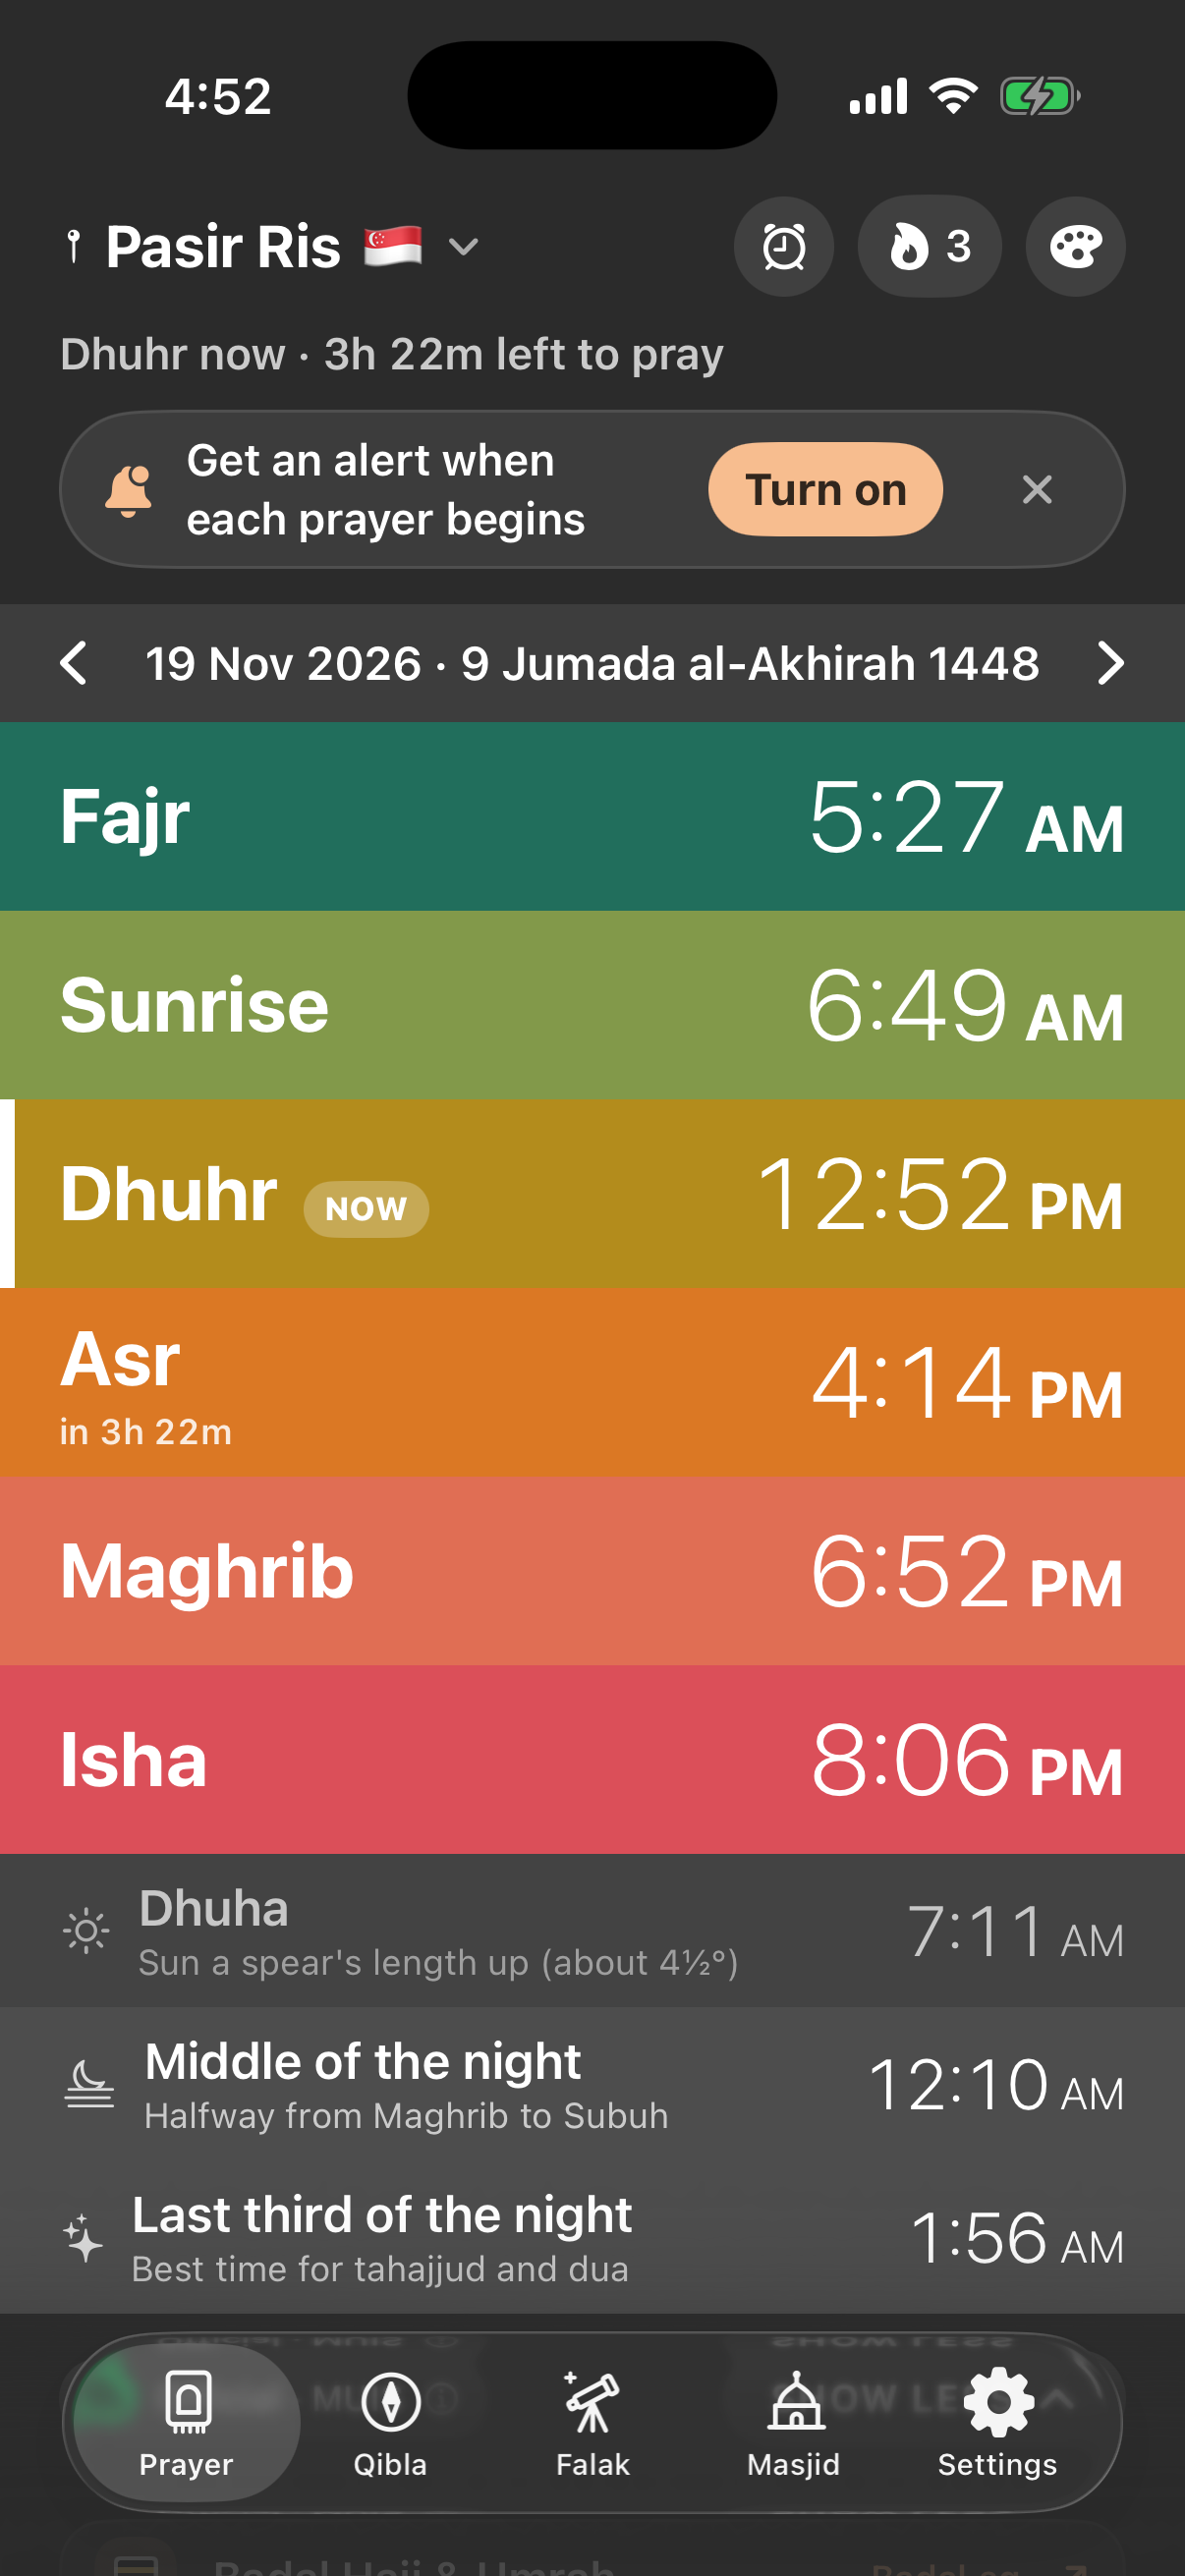 4:52
Pasir Ris
3
Dhuhr now · 3h 22m left to pray
Get an alert when
each prayer begins
Turn on
19 Nov 2026 · 9 Jumada al-Akhirah 1448
Fajr 5:27 AM
Sunrise 6:49 AM
Dhuhr NOW 12:52 PM
Asr 4:14 PM
in 3h 22m
Maghrib 6:52 PM
Isha 8:06 PM
Dhuha 7:11 AM
Sun a spear's length up (about 4½°)
Middle of the night 12:10 AM
Halfway from Maghrib to Subuh
Last third of the night 1:56 AM
Best time for tahajjud and dua
Prayer Qibla Falak Masjid Settings